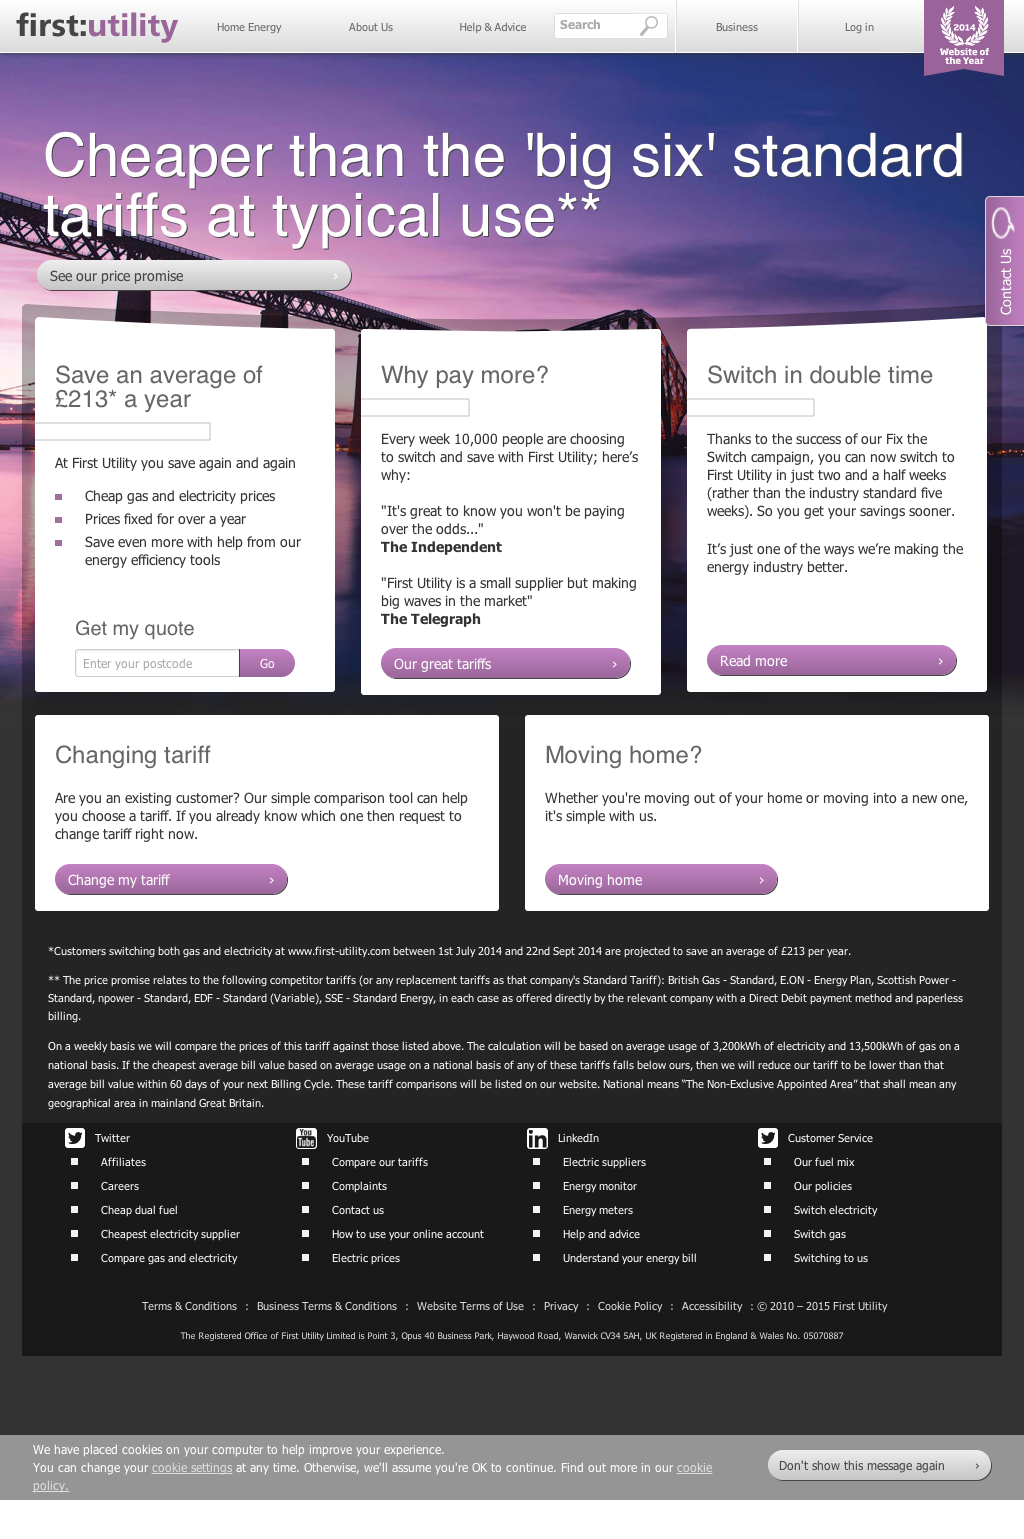 first:utility
Home Energy
About Us
Help & Advice
Search
Business
Log in
2014
Website of
the Year
Cheaper than the 'big six' standard
tariffs at typical use**
See our price promise
Contact Us
Save an average of
£213* a year
At First Utility you save again and again
Cheap gas and electricity prices
Prices fixed for over a year
Save even more with help from our
energy efficiency tools
Get my quote
Enter your postcode
Go
Why pay more?
Every week 10,000 people are choosing
to switch and save with First Utility; here’s
why:
"It's great to know you won't be paying
over the odds..."
The Independent
"First Utility is a small supplier but making
big waves in the market"
The Telegraph
Our great tariffs
Switch in double time
Thanks to the success of our Fix the
Switch campaign, you can now switch to
First Utility in just two and a half weeks
(rather than the industry standard five
weeks). So you get your savings sooner.
It’s just one of the ways we’re making the
energy industry better.
Read more
Changing tariff
Are you an existing customer? Our simple comparison tool can help
you choose a tariff. If you already know which one then request to
change tariff right now.
Change my tariff
Moving home?
Whether you're moving out of your home or moving into a new one,
it's simple with us.
Moving home
*Customers switching both gas and electricity at www.first-utility.com between 1st July 2014 and 22nd Sept 2014 are projected to save an average of £213 per year.
** The price promise relates to the following competitor tariffs (or any replacement tariffs as that company's Standard Tariff): British Gas - Standard, E.ON - Energy Plan, Scottish Power -
Standard, npower - Standard, EDF - Standard (Variable), SSE - Standard Energy, in each case as offered directly by the relevant company with a Direct Debit payment method and paperless
billing.
On a weekly basis we will compare the prices of this tariff against those listed above. The calculation will be based on average usage of 3,200kWh of electricity and 13,500kWh of gas on a
national basis. If the cheapest average bill value based on average usage on a national basis of any of these tariffs falls below ours, then we will reduce our tariff to be lower than that
average bill value within 60 days of your next Billing Cycle. These tariff comparisons will be listed on our website. National means “The Non-Exclusive Appointed Area” that shall mean any
geographical area in mainland Great Britain.
Twitter
Affiliates
Careers
Cheap dual fuel
Cheapest electricity supplier
Compare gas and electricity
You
Tube
YouTube
Compare our tariffs
Complaints
Contact us
How to use your online account
Electric prices
in
LinkedIn
Electric suppliers
Energy monitor
Energy meters
Help and advice
Understand your energy bill
Customer Service
Our fuel mix
Our policies
Switch electricity
Switch gas
Switching to us
Terms & Conditions : Business Terms & Conditions : Website Terms of Use : Privacy : Cookie Policy : Accessibility : © 2010 – 2015 First Utility
The Registered Office of First Utility Limited is Point 3, Opus 40 Business Park, Haywood Road, Warwick CV34 5AH, UK Registered in England & Wales No. 05070887
We have placed cookies on your computer to help improve your experience.
You can change your cookie settings at any time. Otherwise, we'll assume you're OK to continue. Find out more in our cookie
policy.
Don't show this message again